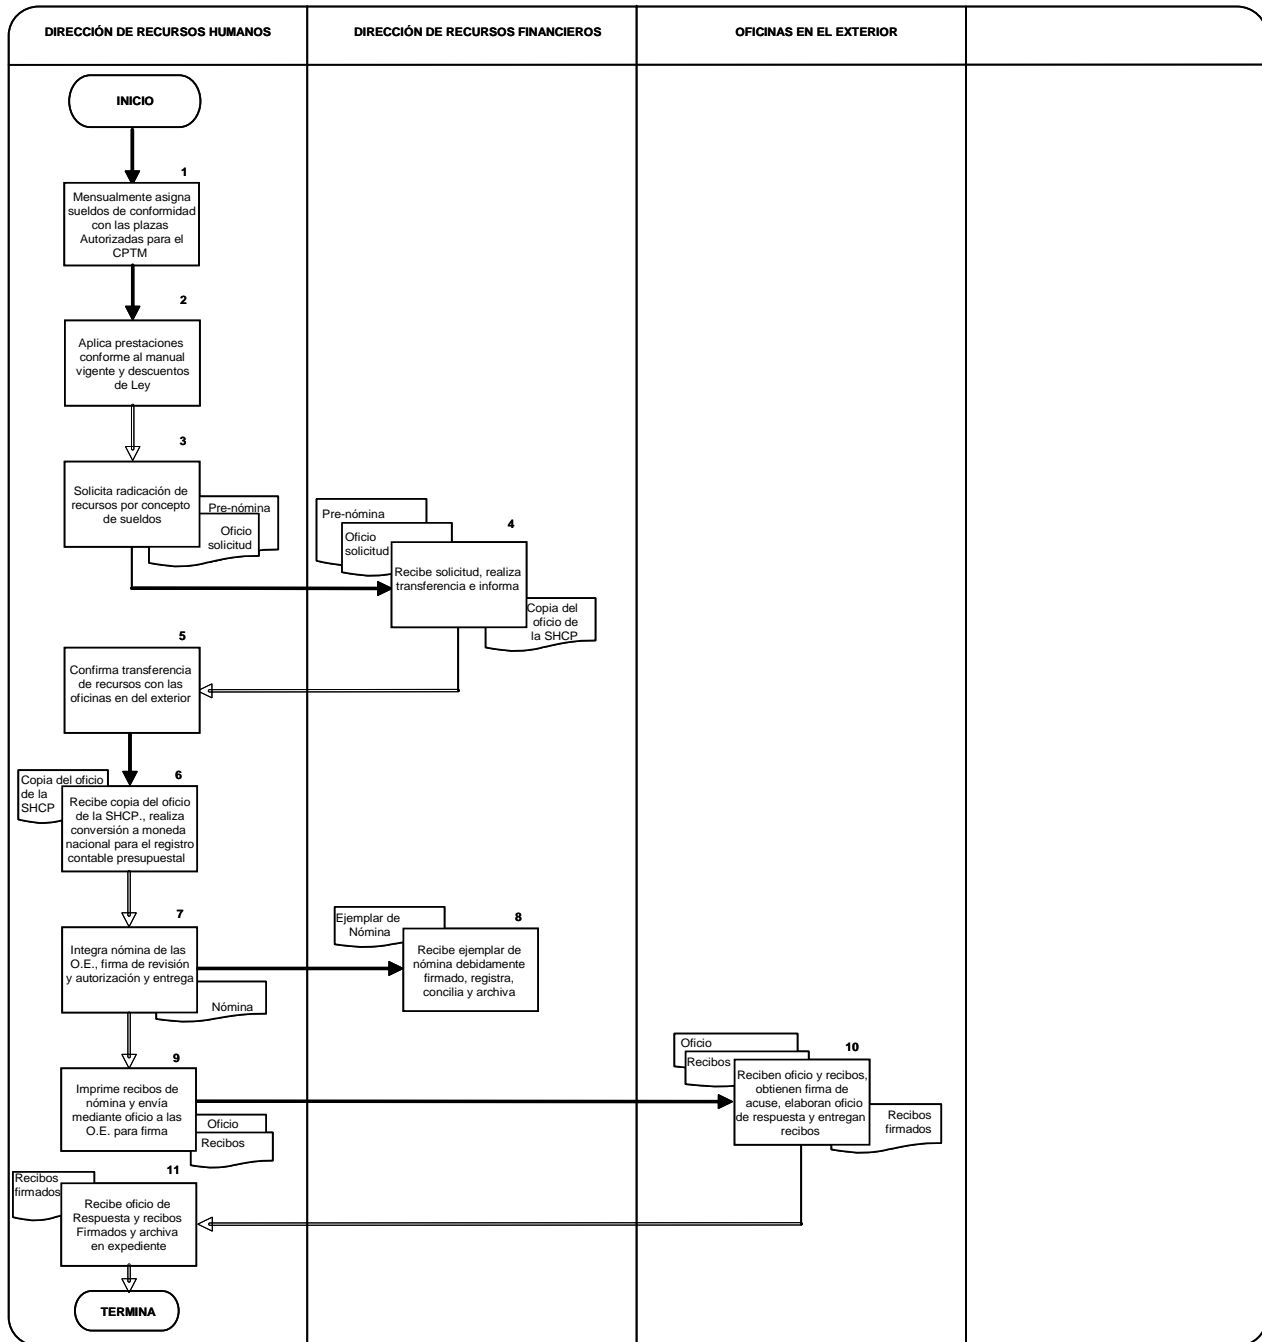 DIRECCIÓN DE RECURSOS HUMANOS
DIRECCIÓN DE RECURSOS FINANCIEROS
OFICINAS EN EL EXTERIOR
INICIO
1
Mensualmente asigna
sueldos de conformidad
con las plazas
Autorizadas para el
CPTM
2
Aplica prestaciones
conforme al manual
vigente y descuentos
de Ley
3
Solicita radicación de
recursos por concepto
de sueldos
Pre-nómina
Oficio
solicitud
Pre-nómina
Oficio
solicitud
4
Recibe solicitud, realiza
transferencia e informa
Copia del
oficio de
la SHCP
5
Confirma transferencia
de recursos con las
oficinas en del exterior
Copia del oficio
de la
SHCP
6
Recibe copia del oficio
de la SHCP., realiza
conversión a moneda
nacional para el registro
contable presupuestal
7
Integra nómina de las
O.E., firma de revisión
y autorización y entrega
Nómina
Ejemplar de
Nómina
8
Recibe ejemplar de
nómina debidamente
firmado, registra,
concilia y archiva
9
Imprime recibos de
nómina y envía
mediante oficio a las
O.E. para firma
Oficio
Recibos
Oficio
Recibos
10
Reciben oficio y recibos,
obtienen firma de
acuse, elaboran oficio
de respuesta y entregan
recibos
Recibos
firmados
Recibos
firmados
11
Recibe oficio de
Respuesta y recibos
Firmados y archiva
en expediente
TERMINA